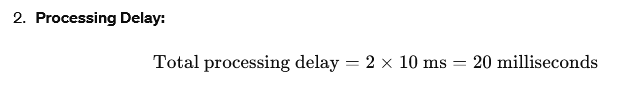 2. Processing Delay:
Total processing delay = 2 × 10 ms = 20 milliseconds